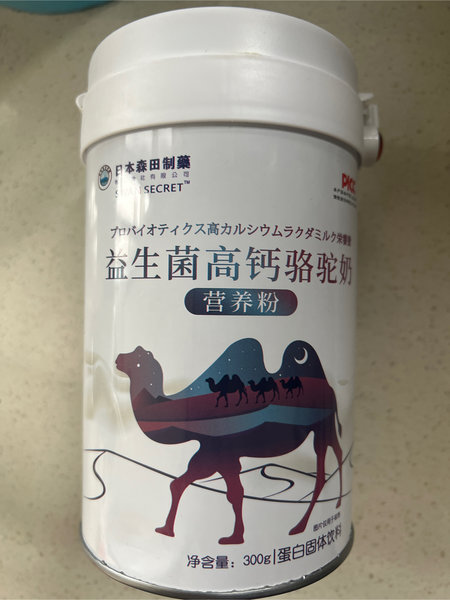 日本森田制藥
SECRET™
PICC
プロバイオティクス高カルシウムラクダミルク栄養
益生菌高钙骆驼奶
营养粉
净含量: 300g|蛋白固体饮料